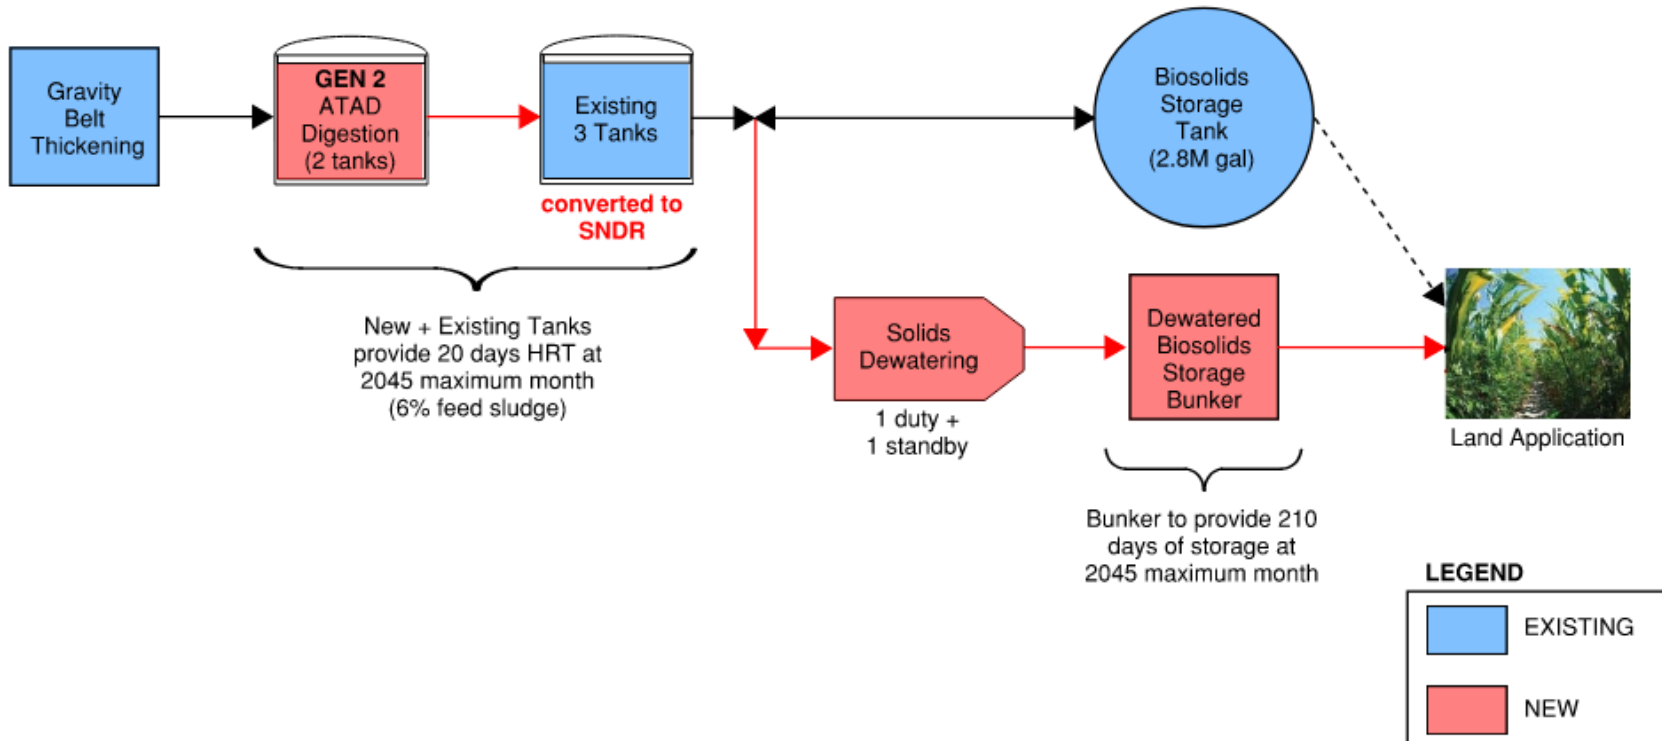 Gravity
Belt
Thickening
GEN 2
ATAD
Digestion
(2 tanks)
Existing
3 Tanks
converted to
SNDR
New + Existing Tanks
provide 20 days HRT at
2045 maximum month
(6% feed sludge)
Biosolids
Storage
Tank
(2.8M gal)
Solids
Dewatering
1 duty +
1 standby
Dewatered
Biosolids
Storage
Bunker
Bunker to provide 210
days of storage at
2045 maximum month
Land Application
LEGEND
EXISTING
NEW